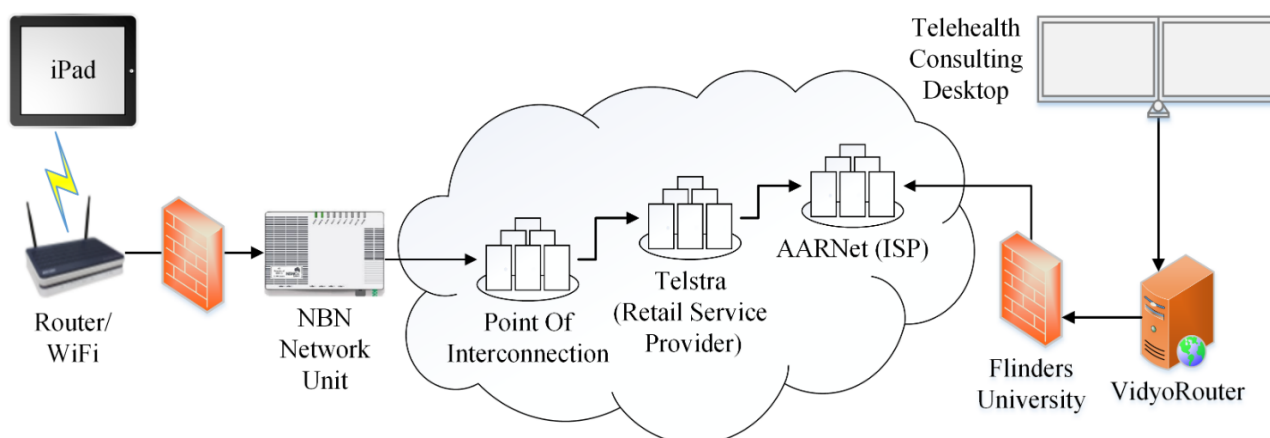 iPad
Router/
WiFi
NBN
Network
Unit
Point Of
Interconnection
Telstra
(Retail Service
Provider)
AARNet (ISP)
Telehealth
Consulting
Desktop
Flinders
University
VidyoRouter